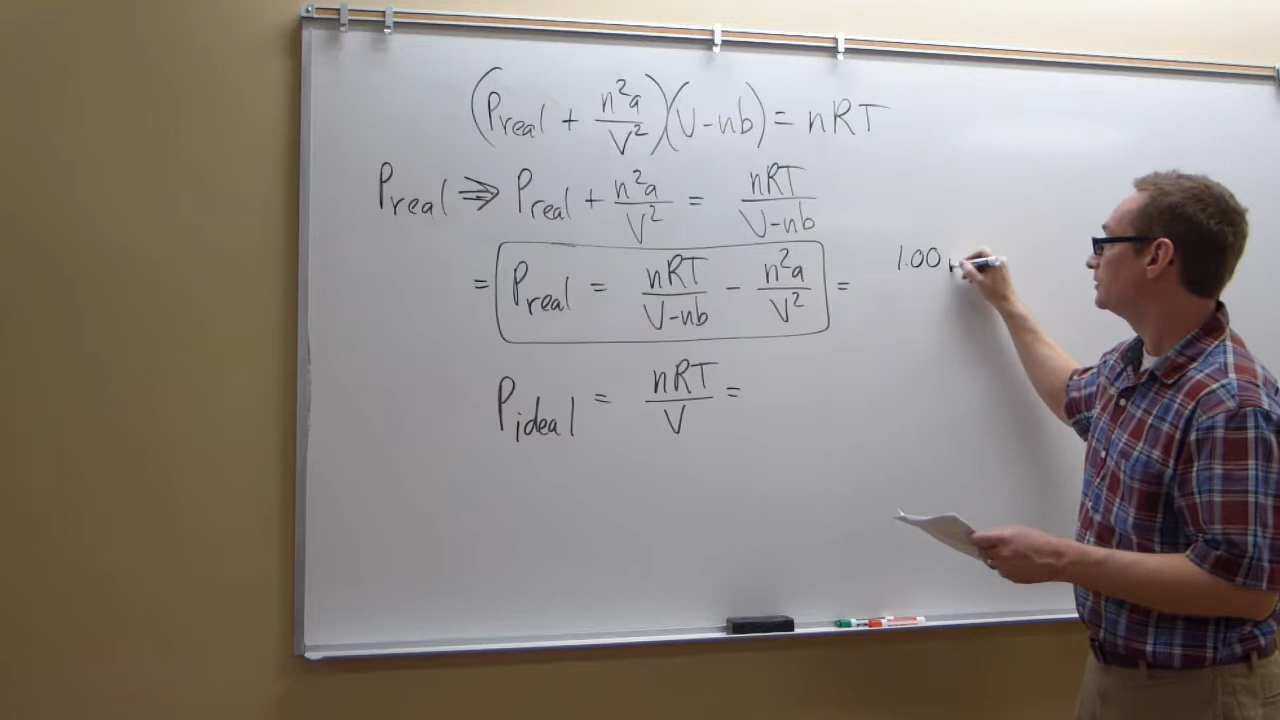 (Preal + n²a/V²)(V-nb) = nRT
Preal ⇒ Preal + n²a/V² = nRT/V-nb
= Preal = nRT/V-nb - n²a/V² =
1.00
Pideal = nRT/V =